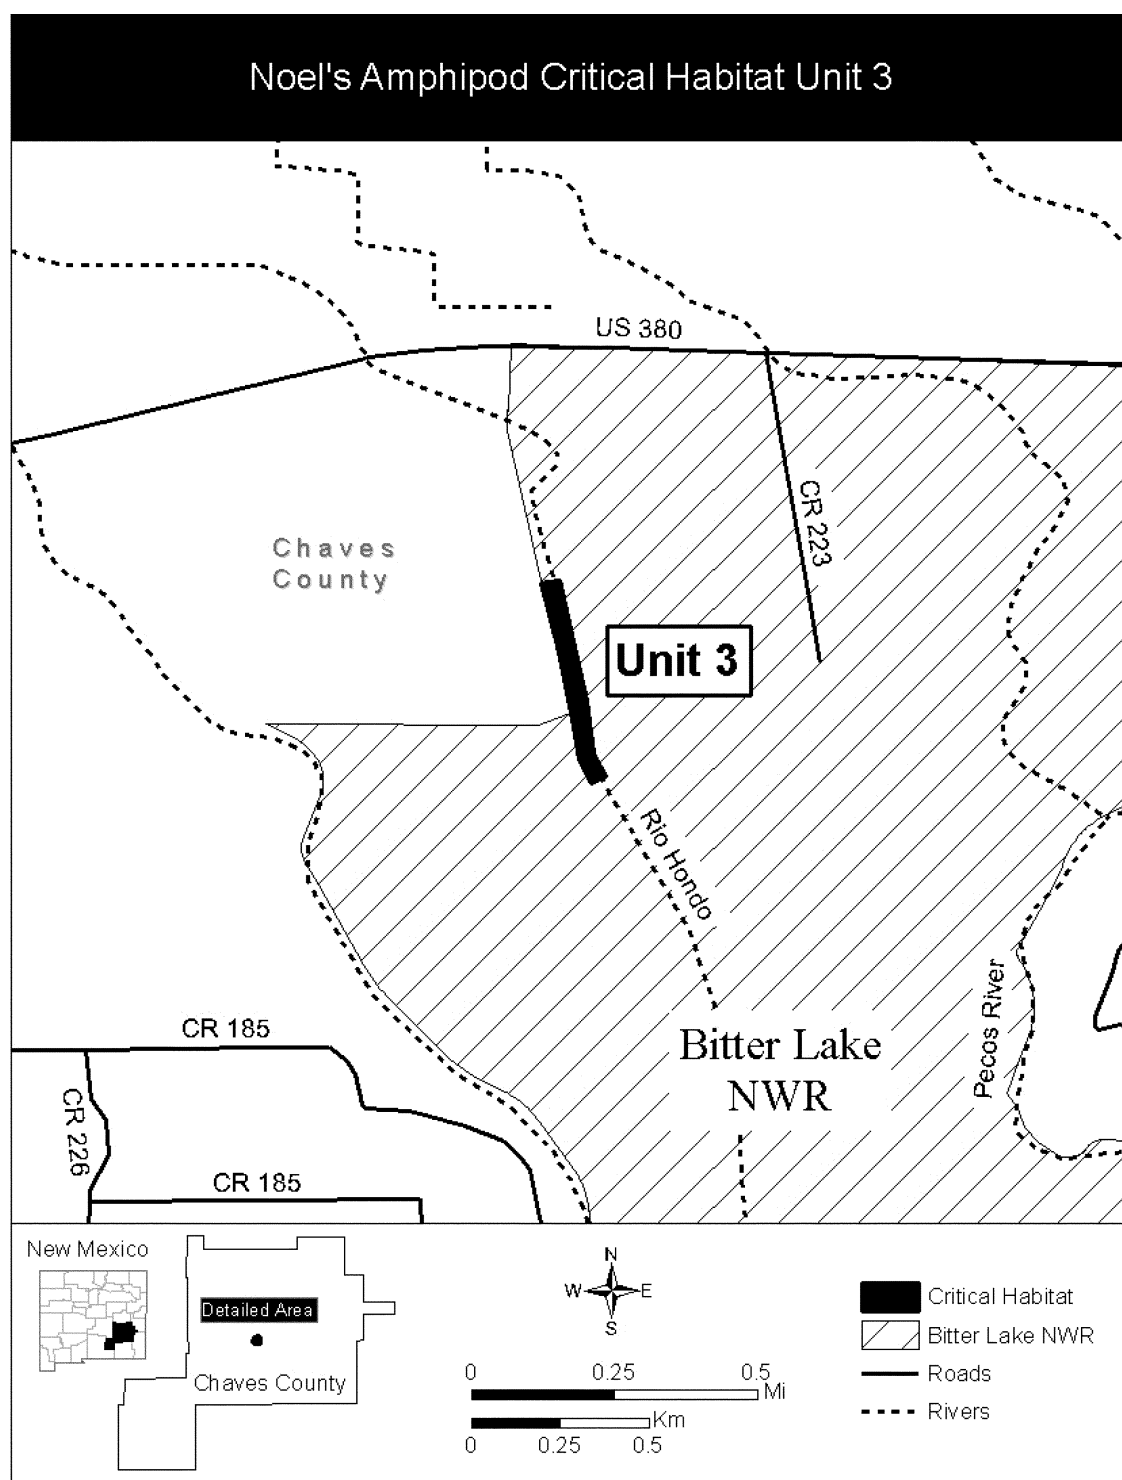 Noel's Amphipod Critical Habitat Unit 3
US 380
CR 223
Chaves
County
Unit 3
Rio Hondo
Pecos River
Bitter Lake
NWR
CR 185
CR 226
CR 185
New Mexico
Detailed Area
Chaves County
N
W E
S
0 0.25 0.5
Mi
Km
0 0.25 0.5
Critical Habitat
Bitter Lake NWR
Roads
Rivers